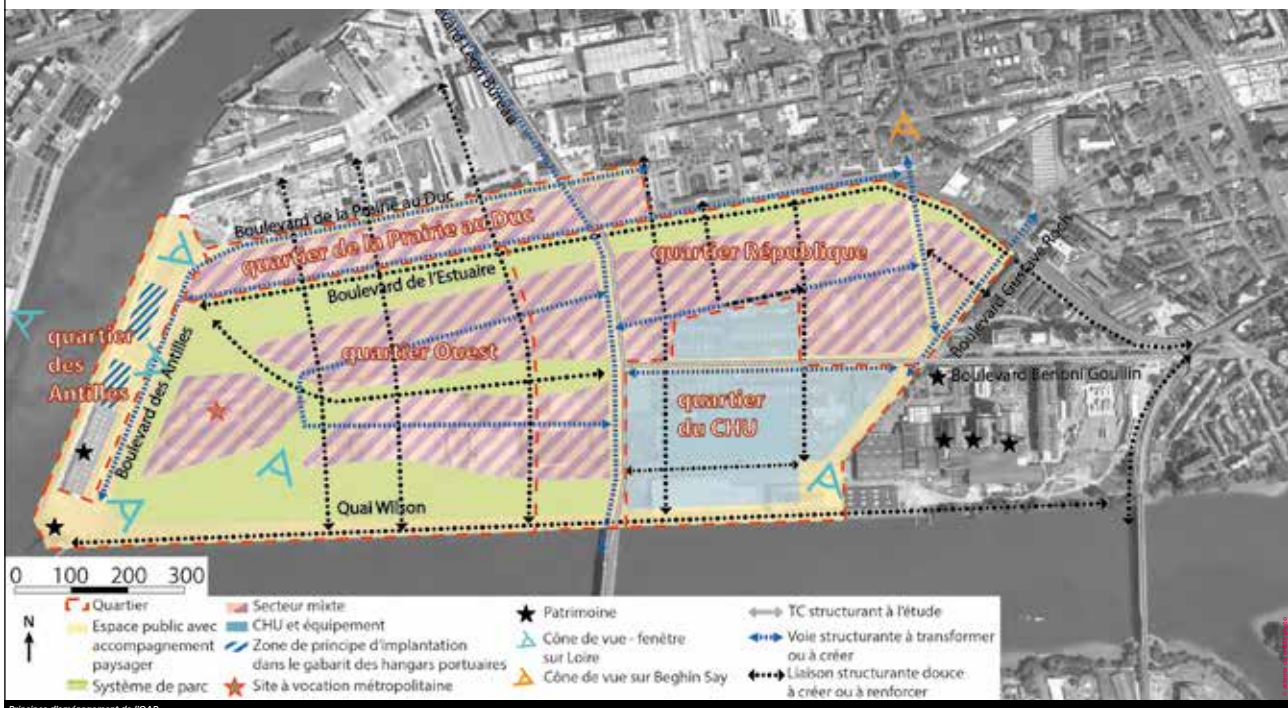 Boulevard Léon Bureau
Boulevard de la Prairie au Duc
quartier de la Prairie au Duc
Boulevard de l'Estuaire
quartier République
Boulevard Gustave Roch
quartier
des
Antilles
quartier Ouest
Boulevard des Antilles
quartier
du CHU
Boulevard Benoni Goullin
Quai Wilson
0 100 200 300
N
Quartier
Espace public avec
accompagnement
paysager
Système de parc
Secteur mixte
CHU et équipement
Zone de principe d'implantation
dans le gabarit des hangars portuaires
Site à vocation métropolitaine
Patrimoine
Cône de vue - fenêtre
sur Loire
Cône de vue sur Beghin Say
TC structurant à l'étude
Voie structurante à transformer
ou à créer
Liaison structurante douce
à créer ou à renforcer
Principes d'aménagement de l'OAP